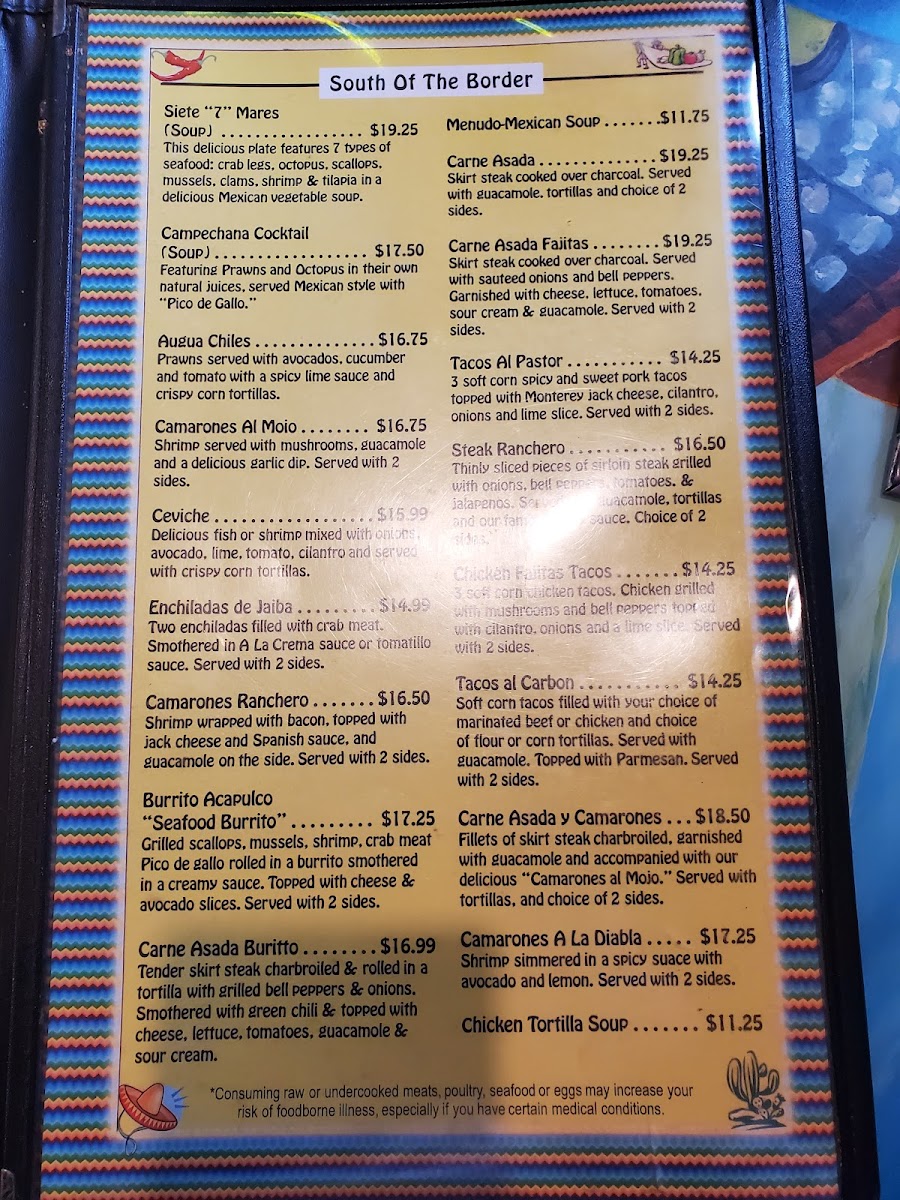 South Of The Border
Siete "7" Mares
(Soup) . . . . . . . . . . . . . . . . . $19.25
This delicious plate features 7 types of
seafood: crab legs, octopus, scallops,
mussels, clams, shrimp & tilapia in a
delicious Mexican vegetable soup.
Campechana Cocktail
(Soup) . . . . . . . . . . . . . . . . . . $17.50
Featuring Prawns and Octopus in their own
natural juices, served Mexican style with
"Pico de Gallo."
Augua Chiles . . . . . . . . . . . . . . $16.75
Prawns served with avocados, cucumber
and tomato with a spicy lime sauce and
crispy corn tortillas.
Camarones Al Mojo . . . . . . . . $16.75
Shrimp served with mushrooms, guacamole
and a delicious garlic dip. Served with 2
sides.
Ceviche . . . . . . . . . . . . . . . . . . $15.99
Delicious fish or shrimp mixed with onions,
avocado, lime, tomato, cilantro and served
with crispy corn tortillas.
Enchiladas de Jaiba . . . . . . . . . $14.99
Two enchiladas filled with crab meat.
Smothered in A La Crema sauce or tomatillo
sauce. Served with 2 sides.
Camarones Ranchero . . . . . . . $16.50
Shrimp wrapped with bacon, topped with
jack cheese and Spanish sauce, and
guacamole on the side. Served with 2 sides.
Burrito Acapulco
"Seafood Burrito" . . . . . . . . . $17.25
Grilled scallops, mussels, shrimp, crab meat
Pico de gallo rolled in a burrito smothered
in a creamy sauce. Topped with cheese &
avocado slices. Served with 2 sides.
Carne Asada Buritto . . . . . . . . $16.99
Tender skirt steak charbroiled & rolled in a
tortilla with grilled bell peppers & onions.
Smothered with green chili & topped with
cheese, lettuce, tomatoes, guacamole &
sour cream.
Menudo-Mexican Soup . . . . . . .$11.75
Carne Asada . . . . . . . . . . . . . . $19.25
Skirt steak cooked over charcoal. Served
with guacamole, tortillas and choice of 2
sides.
Carne Asada Fajitas . . . . . . . . $19.25
Skirt steak cooked over charcoal. Served
with sauteed onions and bell peppers.
Garnished with cheese, lettuce, tomatoes,
sour cream & guacamole. Served with 2
sides.
Tacos Al Pastor . . . . . . . . . . . $14.25
3 soft corn spicy and sweet pork tacos
topped with Monterey jack cheese, cilantro,
onions and lime slice. Served with 2 sides.
Steak Ranchero . . . . . . . . . . . $16.50
Thinly sliced pieces of sirloin steak grilled
with onions, bell peppers, tomatoes, &
jalapenos. guacamole, tortillas
and our sauce. Choice of 2
sides.
Chicken Fajitas Tacos . . . . . . . $14.25
3 soft corn chicken tacos. Chicken grilled
with mushrooms and bell peppers topped
with cilantro, onions and a lime slice. Served
with 2 sides.
Tacos al Carbon . . . . . . . . . . . $14.25
Soft corn tacos filled with your choice of
marinated beef or chicken and choice
of flour or corn tortillas. Served with
guacamole. Topped with Parmesan. Served
with 2 sides.
Carne Asada y Camarones . . . $18.50
Fillets of skirt steak charbroiled, garnished
with guacamole and accompanied with our
delicious "Camarones al Mojo." Served with
tortillas, and choice of 2 sides.
Camarones A La Diabla . . . . . $17.25
Shrimp simmered in a spicy suace with
avocado and lemon. Served with 2 sides.
Chicken Tortilla Soup . . . . . . . $11.25
*Consuming raw or undercooked meats, poultry, seafood or eggs may increase your
risk of foodborne illness, especially if you have certain medical conditions.